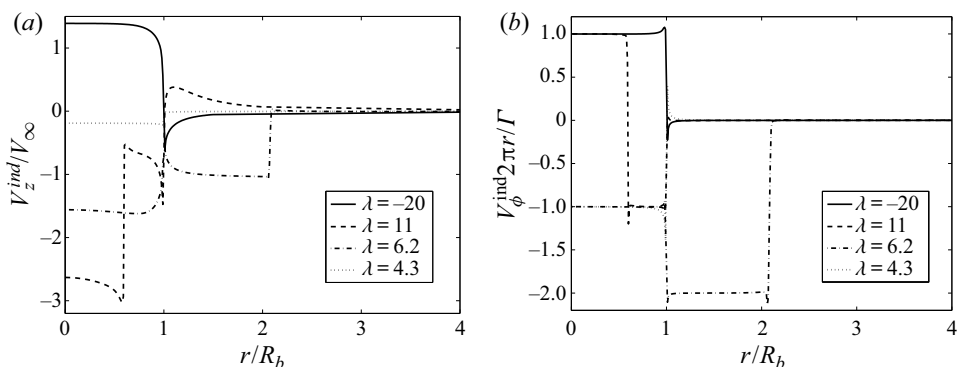 (a)
1
0
−1
−2
−3
V_z^{ind}/V_∞
λ = −20
λ = 11
λ = 6.2
λ = 4.3
0 1 2 3 4
r/R_b
(b)
1.0
0.5
0
−0.5
−1.0
−1.5
−2.0
V_ϕ^{ind}2πr/Γ
λ = −20
λ = 11
λ = 6.2
λ = 4.3
0 1 2 3 4
r/R_b